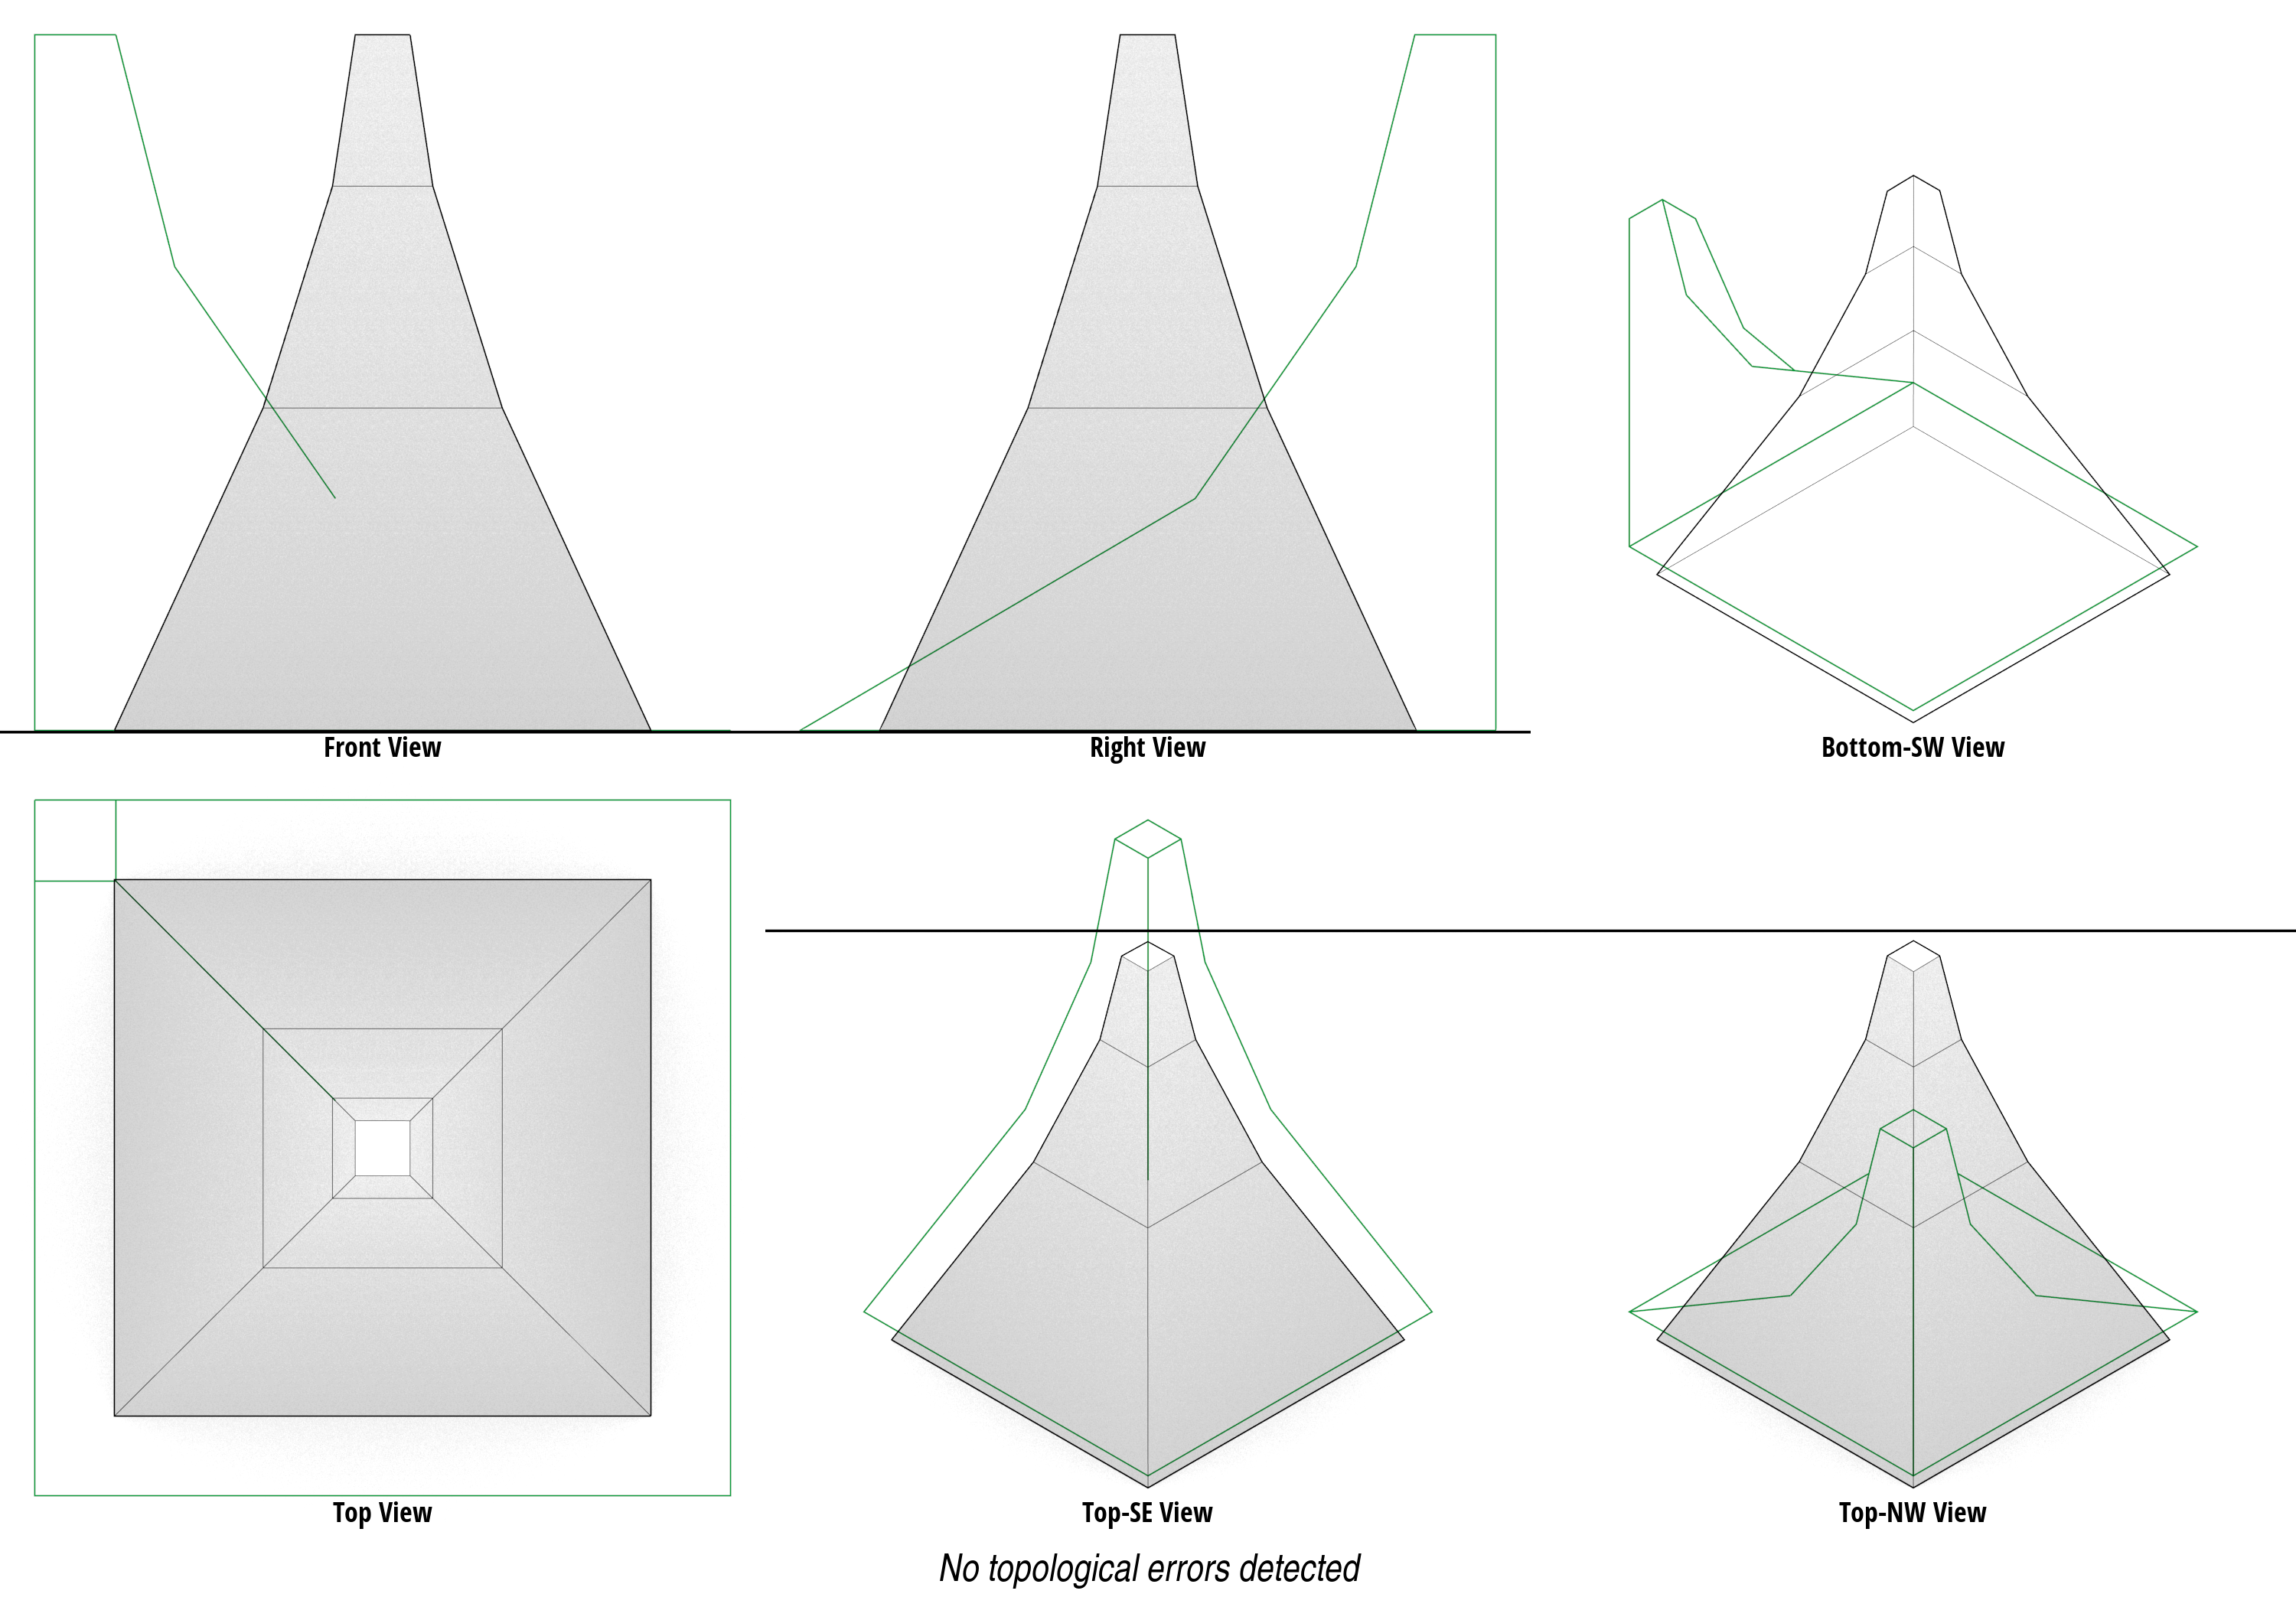 Front View
Right View
Bottom-SW View
Top View
Top-SE View
Top-NW View
No topological errors detected